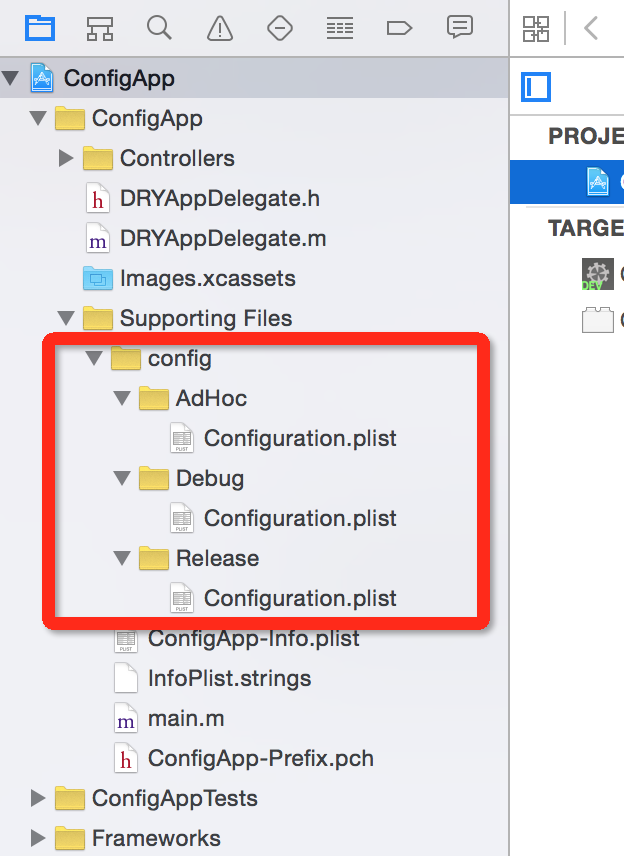 ConfigApp
ConfigApp
Controllers
h DRYAppDelegate.h
m DRYAppDelegate.m
Images.xcassets
Supporting Files
config
AdHoc
PLIST Configuration.plist
Debug
PLIST Configuration.plist
Release
PLIST Configuration.plist
PLIST ConfigApp-Info.plist
InfoPlist.strings
m main.m
h ConfigApp-Prefix.pch
ConfigAppTests
Frameworks
PROJE
TARGE
DEV